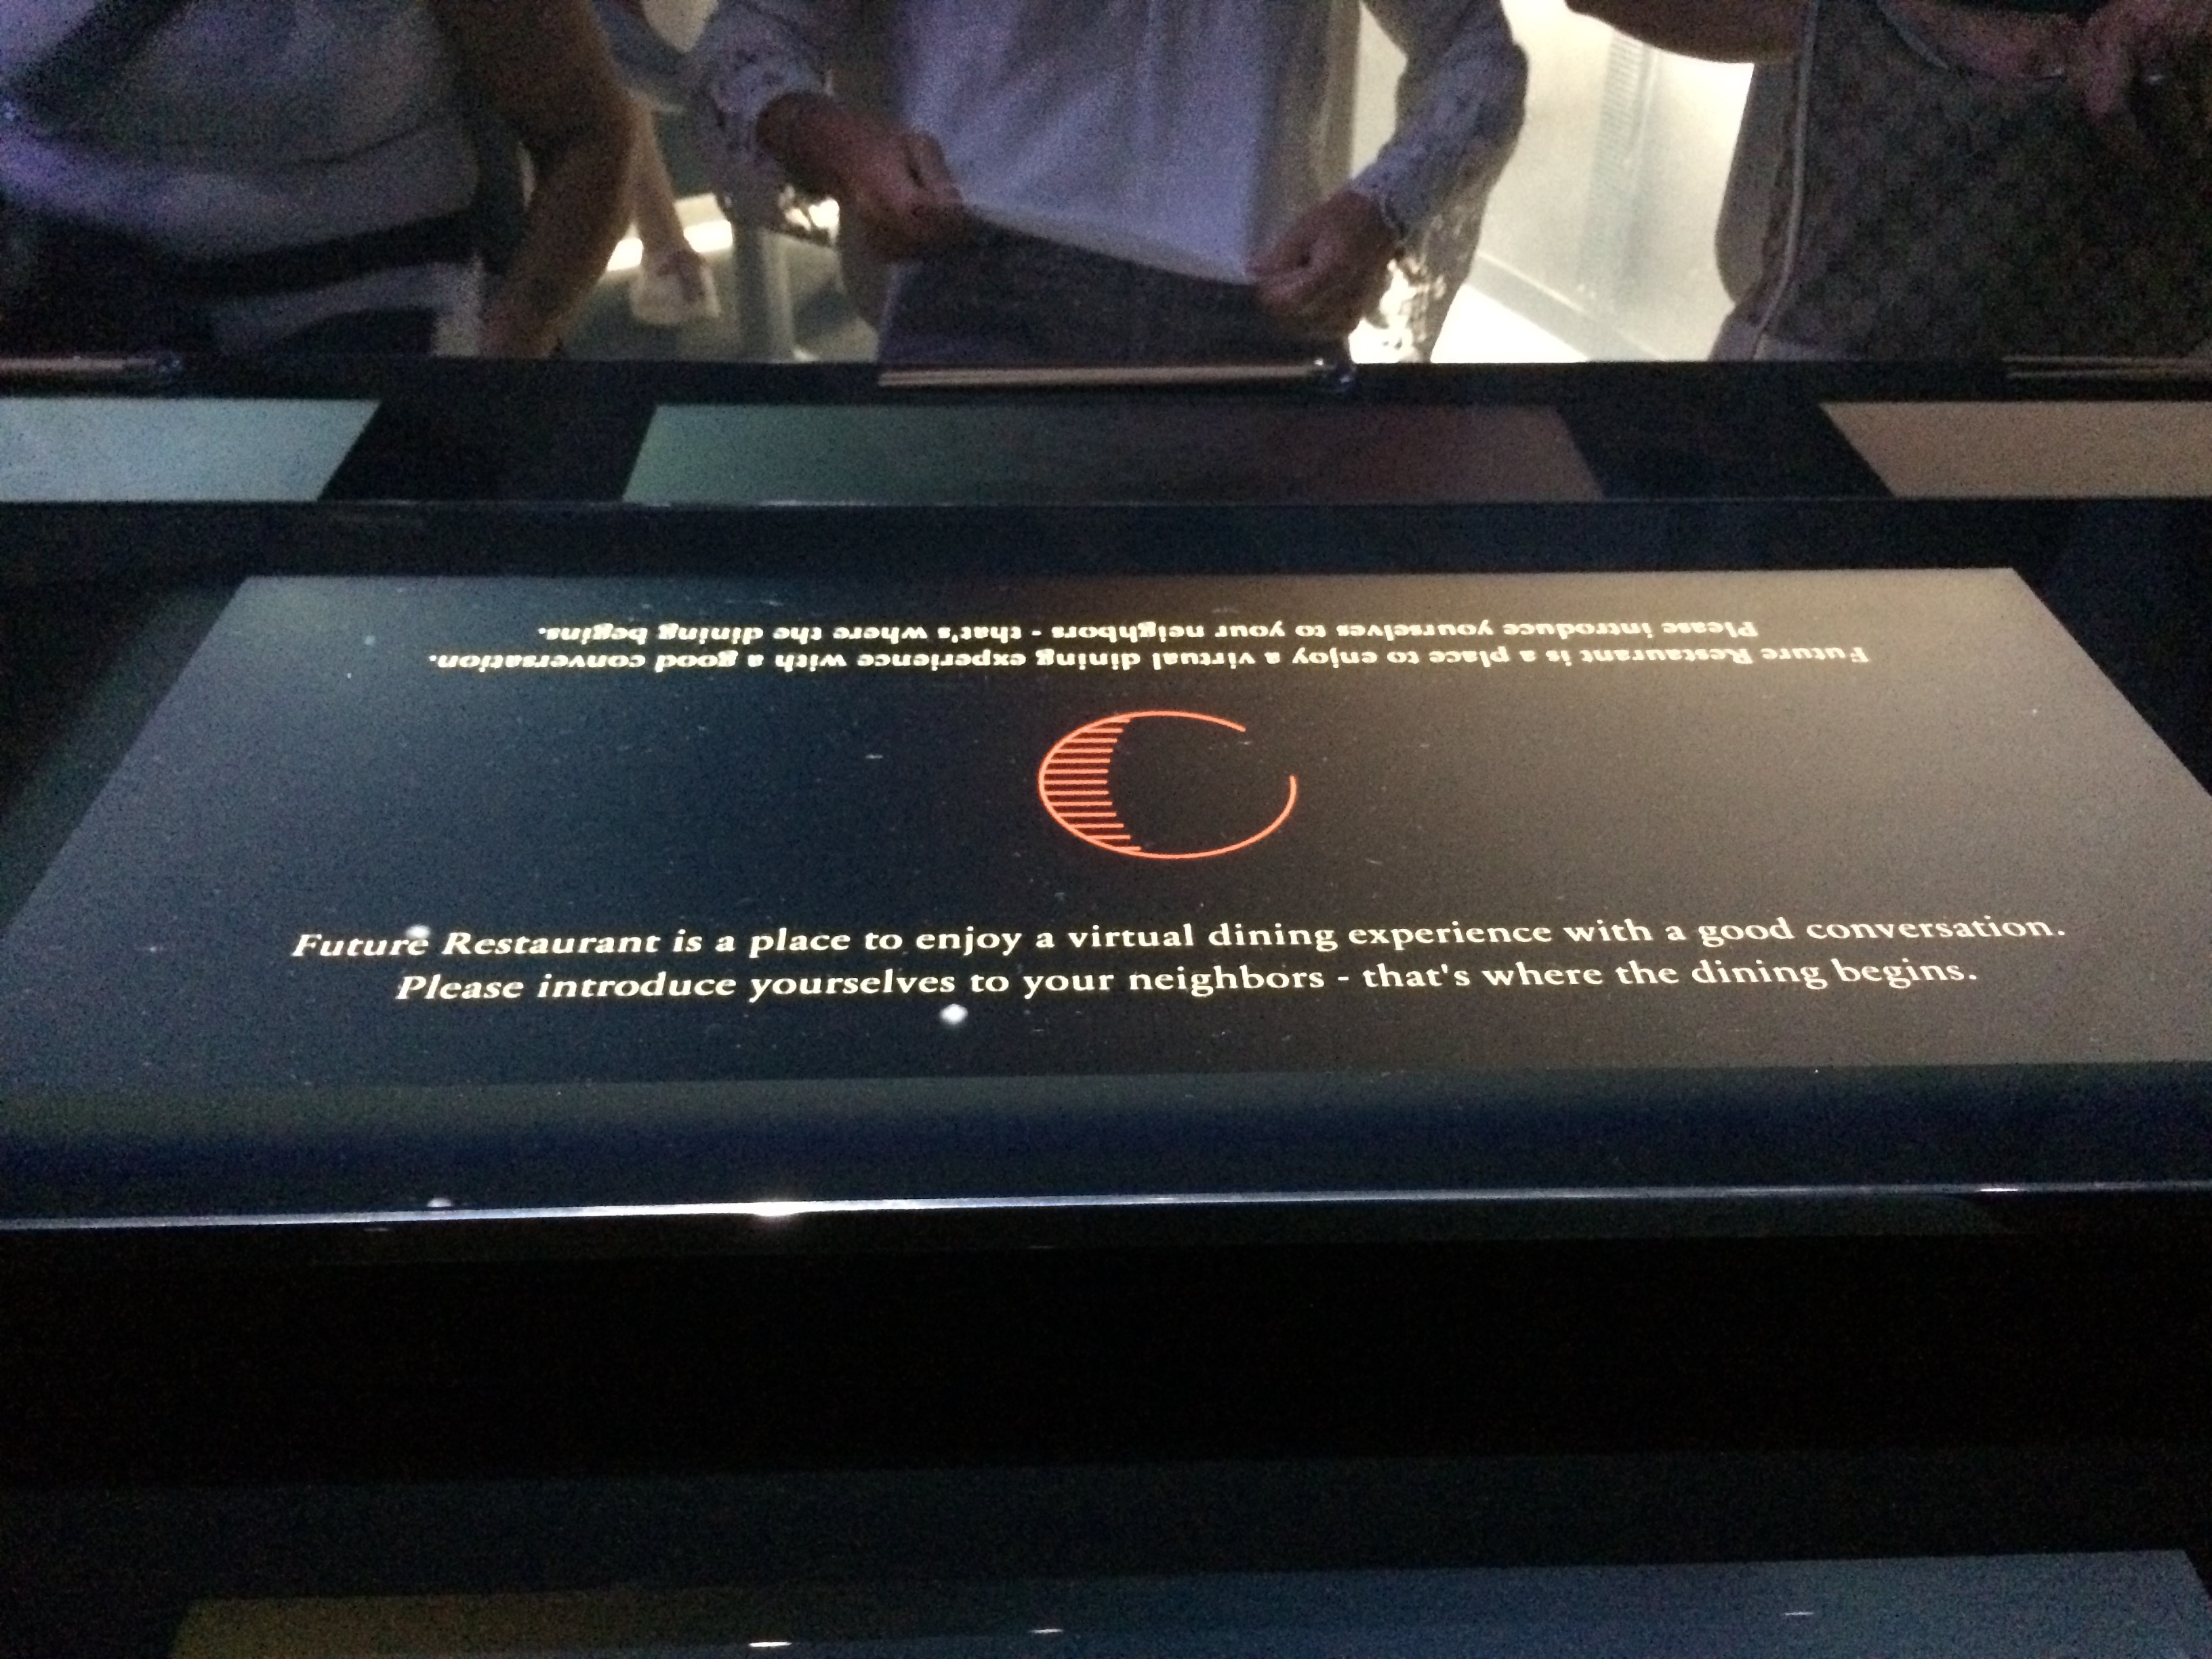 Please introduce yourselves to your neighbors - that's where the dining begins.
Future Restaurant is a place to enjoy a virtual dining experience with a good conversation.
Future Restaurant is a place to enjoy a virtual dining experience with a good conversation.
Please introduce yourselves to your neighbors - that's where the dining begins.